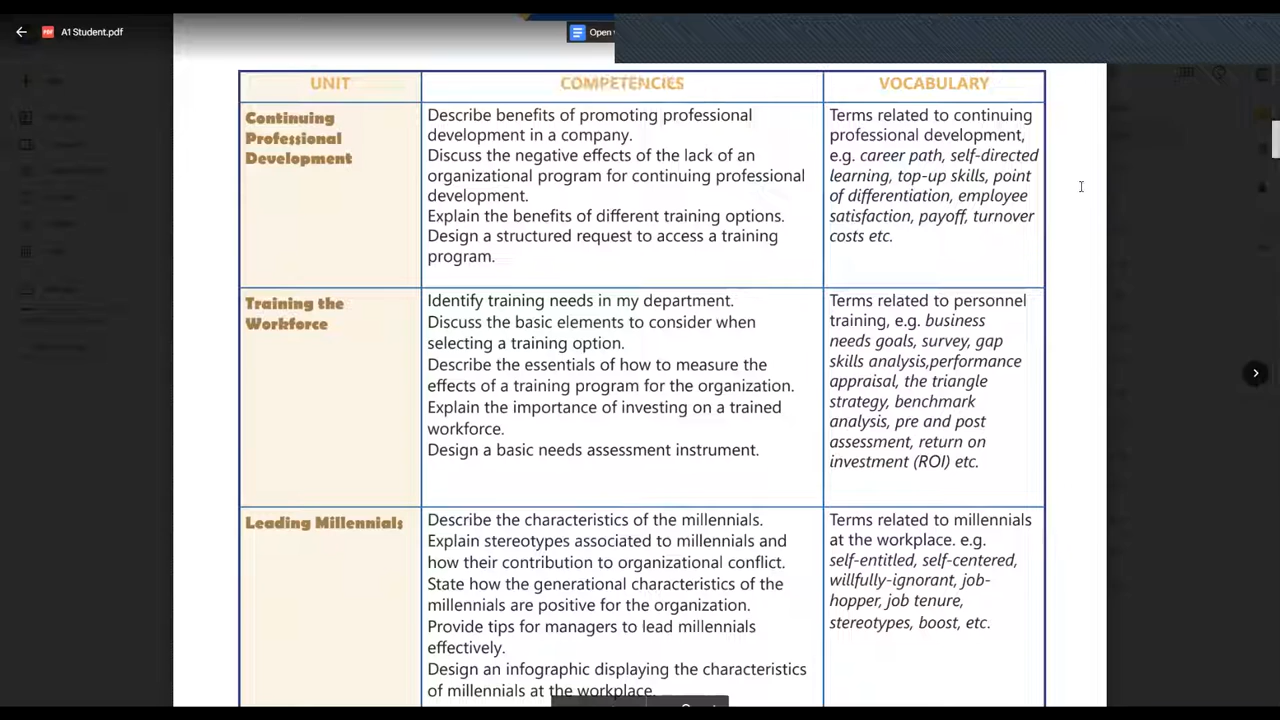 A1 Student.pdf
Open
UNIT
COMPETENCIES
VOCABULARY
Continuing
Professional
Development
Describe benefits of promoting professional
development in a company.
Discuss the negative effects of the lack of an
organizational program for continuing professional
development.
Explain the benefits of different training options.
Design a structured request to access a training
program.
Terms related to continuing
professional development,
e.g. career path, self-directed
learning, top-up skills, point
of differentiation, employee
satisfaction, payoff, turnover
costs etc.
Training the
Workforce
Identify training needs in my department.
Discuss the basic elements to consider when
selecting a training option.
Describe the essentials of how to measure the
effects of a training program for the organization.
Explain the importance of investing on a trained
workforce.
Design a basic needs assessment instrument.
Terms related to personnel
training, e.g. business
needs goals, survey, gap
skills analysis,performance
appraisal, the triangle
strategy, benchmark
analysis, pre and post
assessment, return on
investment (ROI) etc.
Leading Millennials
Describe the characteristics of the millennials.
Explain stereotypes associated to millennials and
how their contribution to organizational conflict.
State how the generational characteristics of the
millennials are positive for the organization.
Provide tips for managers to lead millennials
effectively.
Design an infographic displaying the characteristics
of millennials at the workplace.
Terms related to millennials
at the workplace. e.g.
self-entitled, self-centered,
willfully-ignorant, job-
hopper, job tenure,
stereotypes, boost, etc.